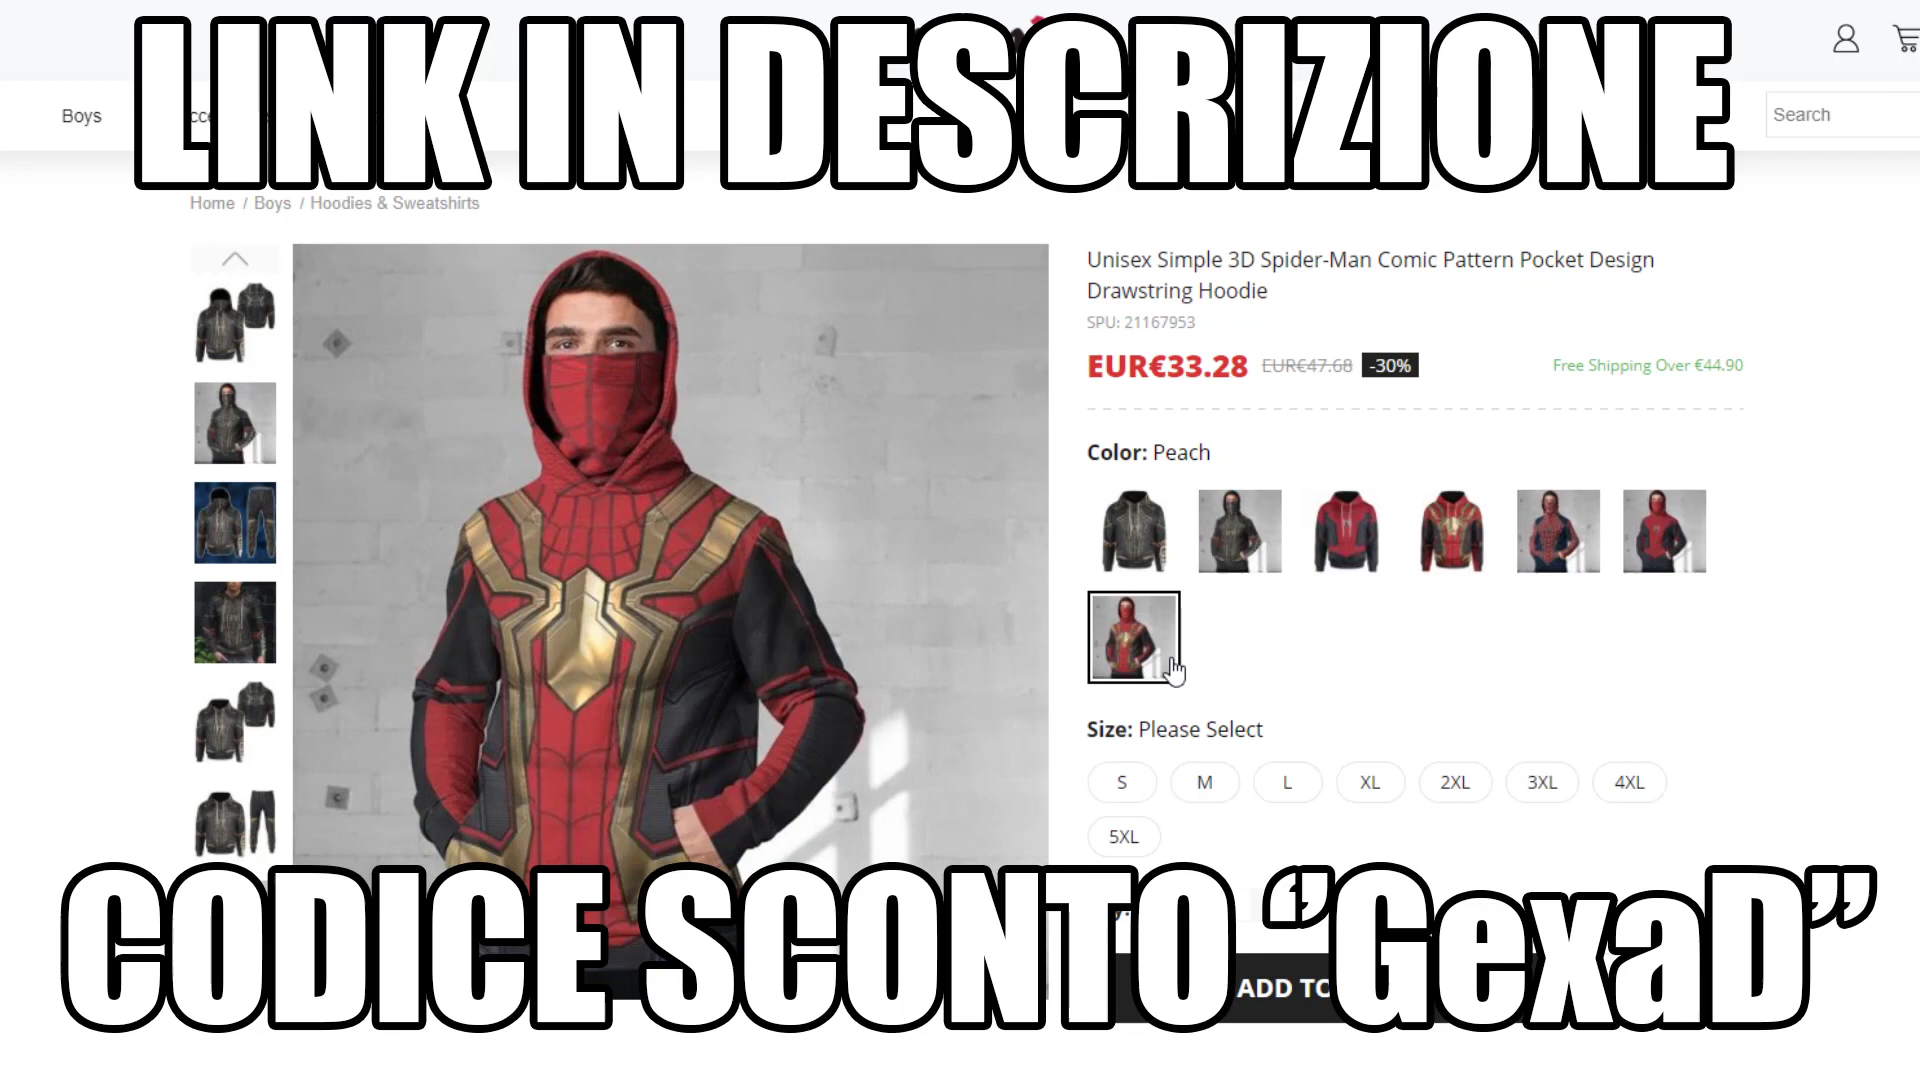 LINK IN DESCRIZIONE
Boys
Search
Home / Boys / Hoodies & Sweatshirts
Unisex Simple 3D Spider-Man Comic Pattern Pocket Design
Drawstring Hoodie
SPU: 21167953
EUR€33.28 EUR€47.68 -30% Free Shipping Over €44.90
Color: Peach
Size: Please Select
S M L XL 2XL 3XL 4XL
5XL
CODICE SCONTO “GexaD”
ADD TO